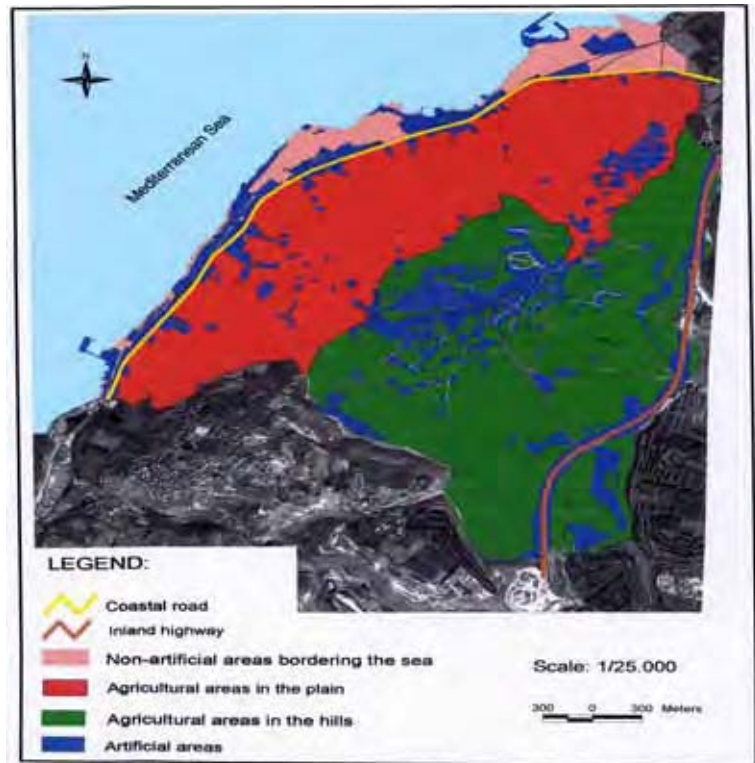 N
Mediterranean Sea
LEGEND:
Coastal road
Inland highway
Non-artificial areas bordering the sea
Agricultural areas in the plain
Agricultural areas in the hills
Artificial areas
Scale: 1/25.000
300 0 300 Meters